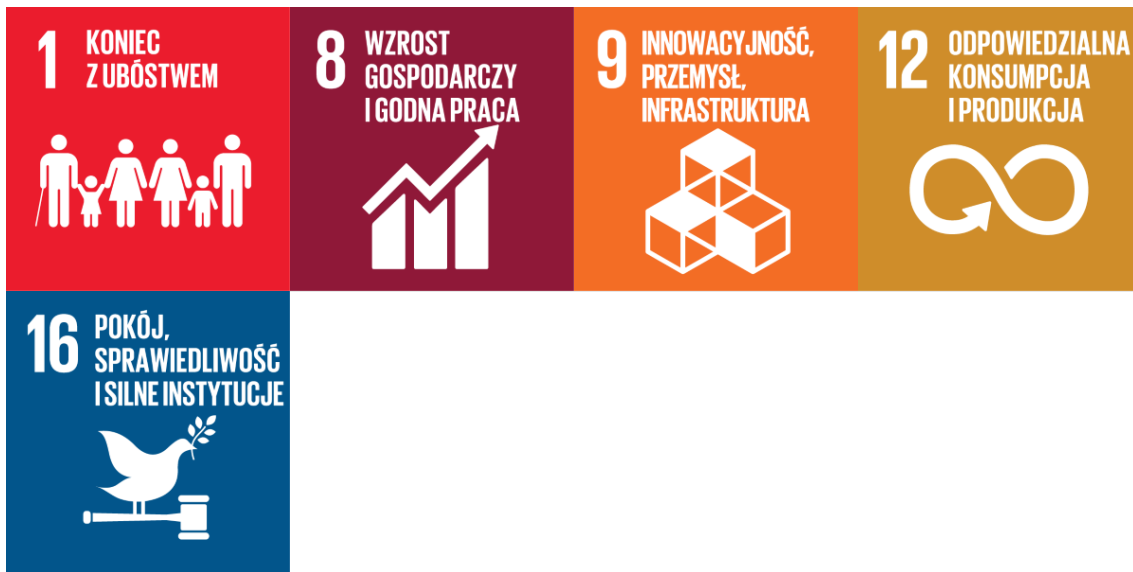 1 KONIEC
Z UBÓSTWEM
8 WZROST
GOSPODARCZY
I GODNA PRACA
9 INNOWACYJNOŚĆ,
PRZEMYSŁ,
INFRASTRUKTURA
12 ODPOWIEDZIALNA
KONSUMPCJA
I PRODUKCJA
16 POKÓJ,
SPRAWIEDLIWOŚĆ
I SILNE INSTYTUCJE